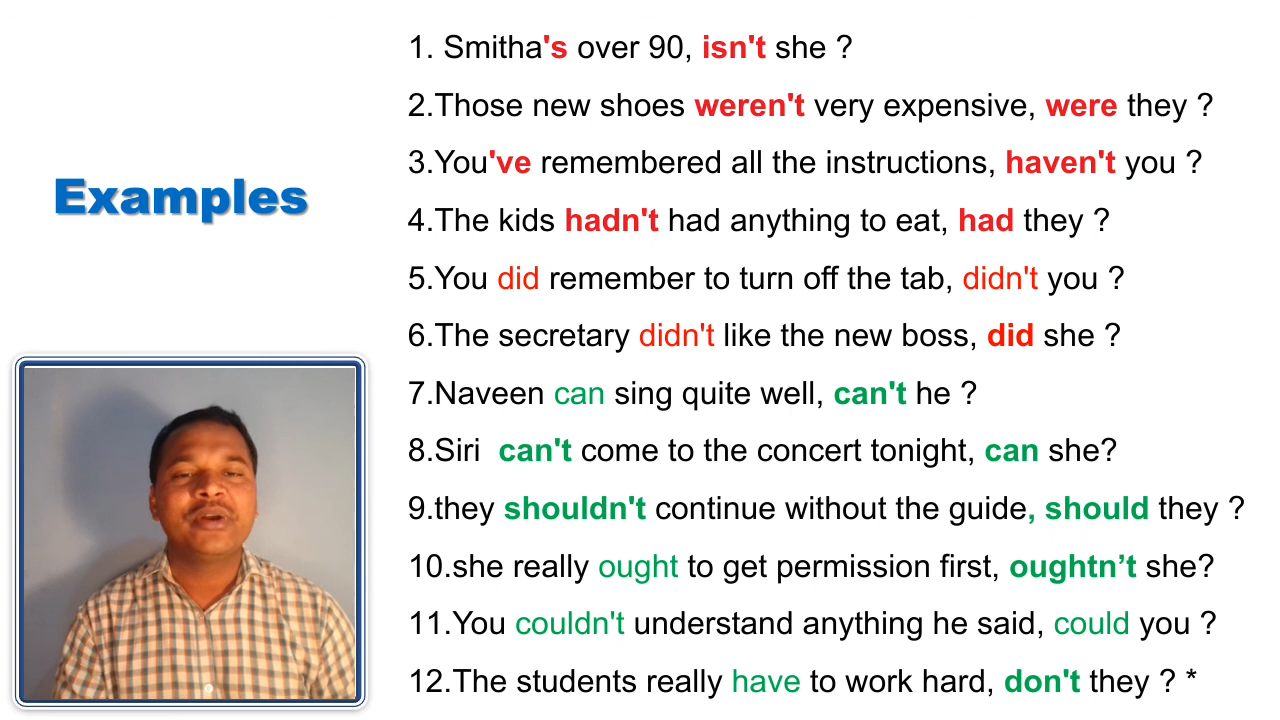 Examples
1. Smitha's over 90, isn't she ?
2.Those new shoes weren't very expensive, were they ?
3.You've remembered all the instructions, haven't you ?
4.The kids hadn't had anything to eat, had they ?
5.You did remember to turn off the tab, didn't you ?
6.The secretary didn't like the new boss, did she ?
7.Naveen can sing quite well, can't he ?
8.Siri  can't come to the concert tonight, can she?
9.they shouldn't continue without the guide, should they ?
10.she really ought to get permission first, oughtn’t she?
11.You couldn't understand anything he said, could you ?
12.The students really have to work hard, don't they ? *